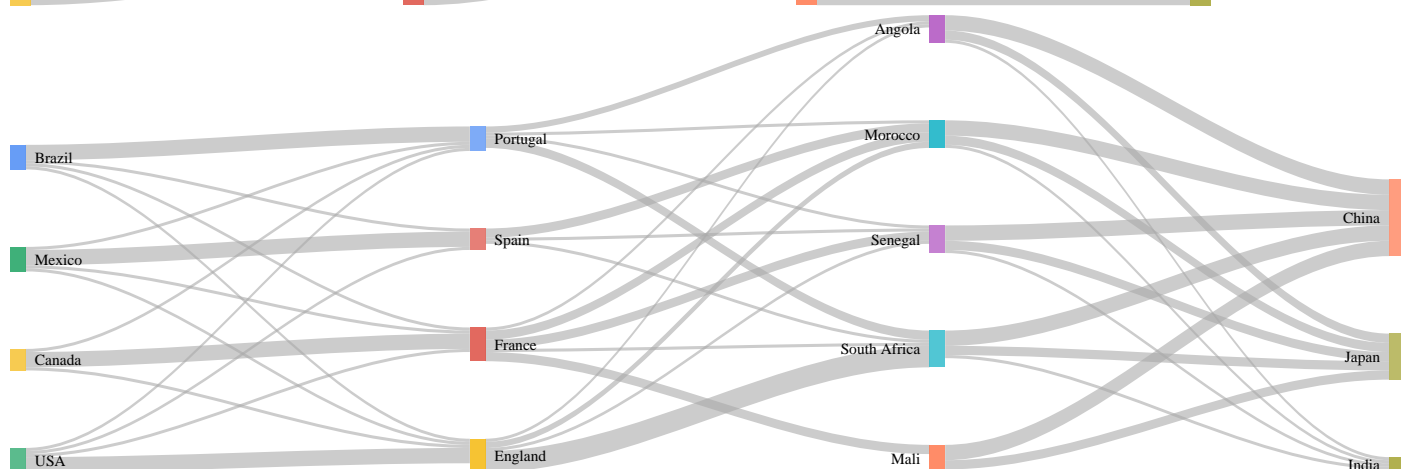 Angola
Portugal
Morocco
Brazil
China
Mexico
Spain
Senegal
Canada
France
South Africa
Japan
USA
England
Mali
India